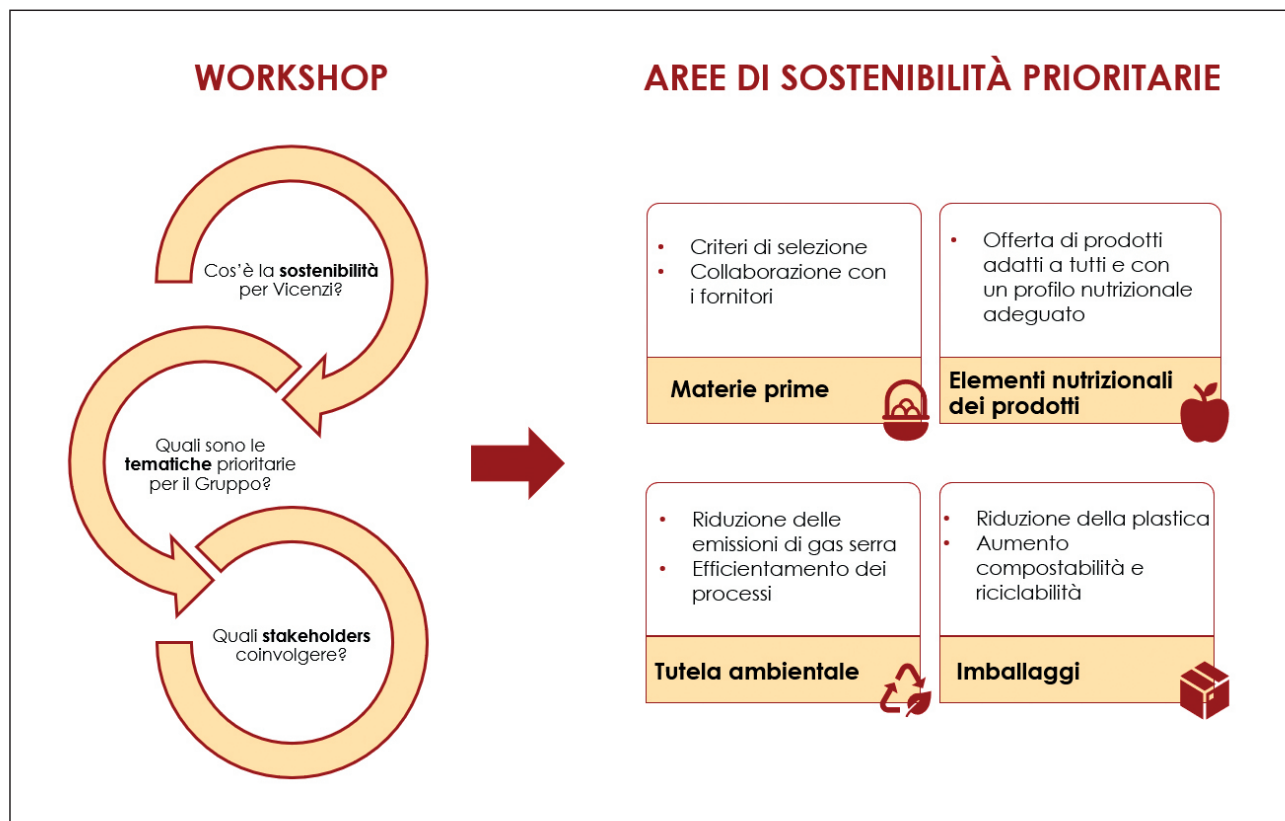 WORKSHOP
Cos'è la sostenibilità
per Vicenzi?
Quali sono le
tematiche prioritarie
per il Gruppo?
Quali stakeholders
coinvolgere?
AREE DI SOSTENIBILITÀ PRIORITARIE
• Criteri di selezione
• Collaborazione con
i fornitori
Materie prime
• Offerta di prodotti
adatti a tutti e con
un profilo nutrizionale
adeguato
Elementi nutrizionali
dei prodotti
• Riduzione delle
emissioni di gas serra
• Efficientamento dei
processi
Tutela ambientale
• Riduzione della plastica
• Aumento
compostabilità e
riciclabilità
Imballaggi